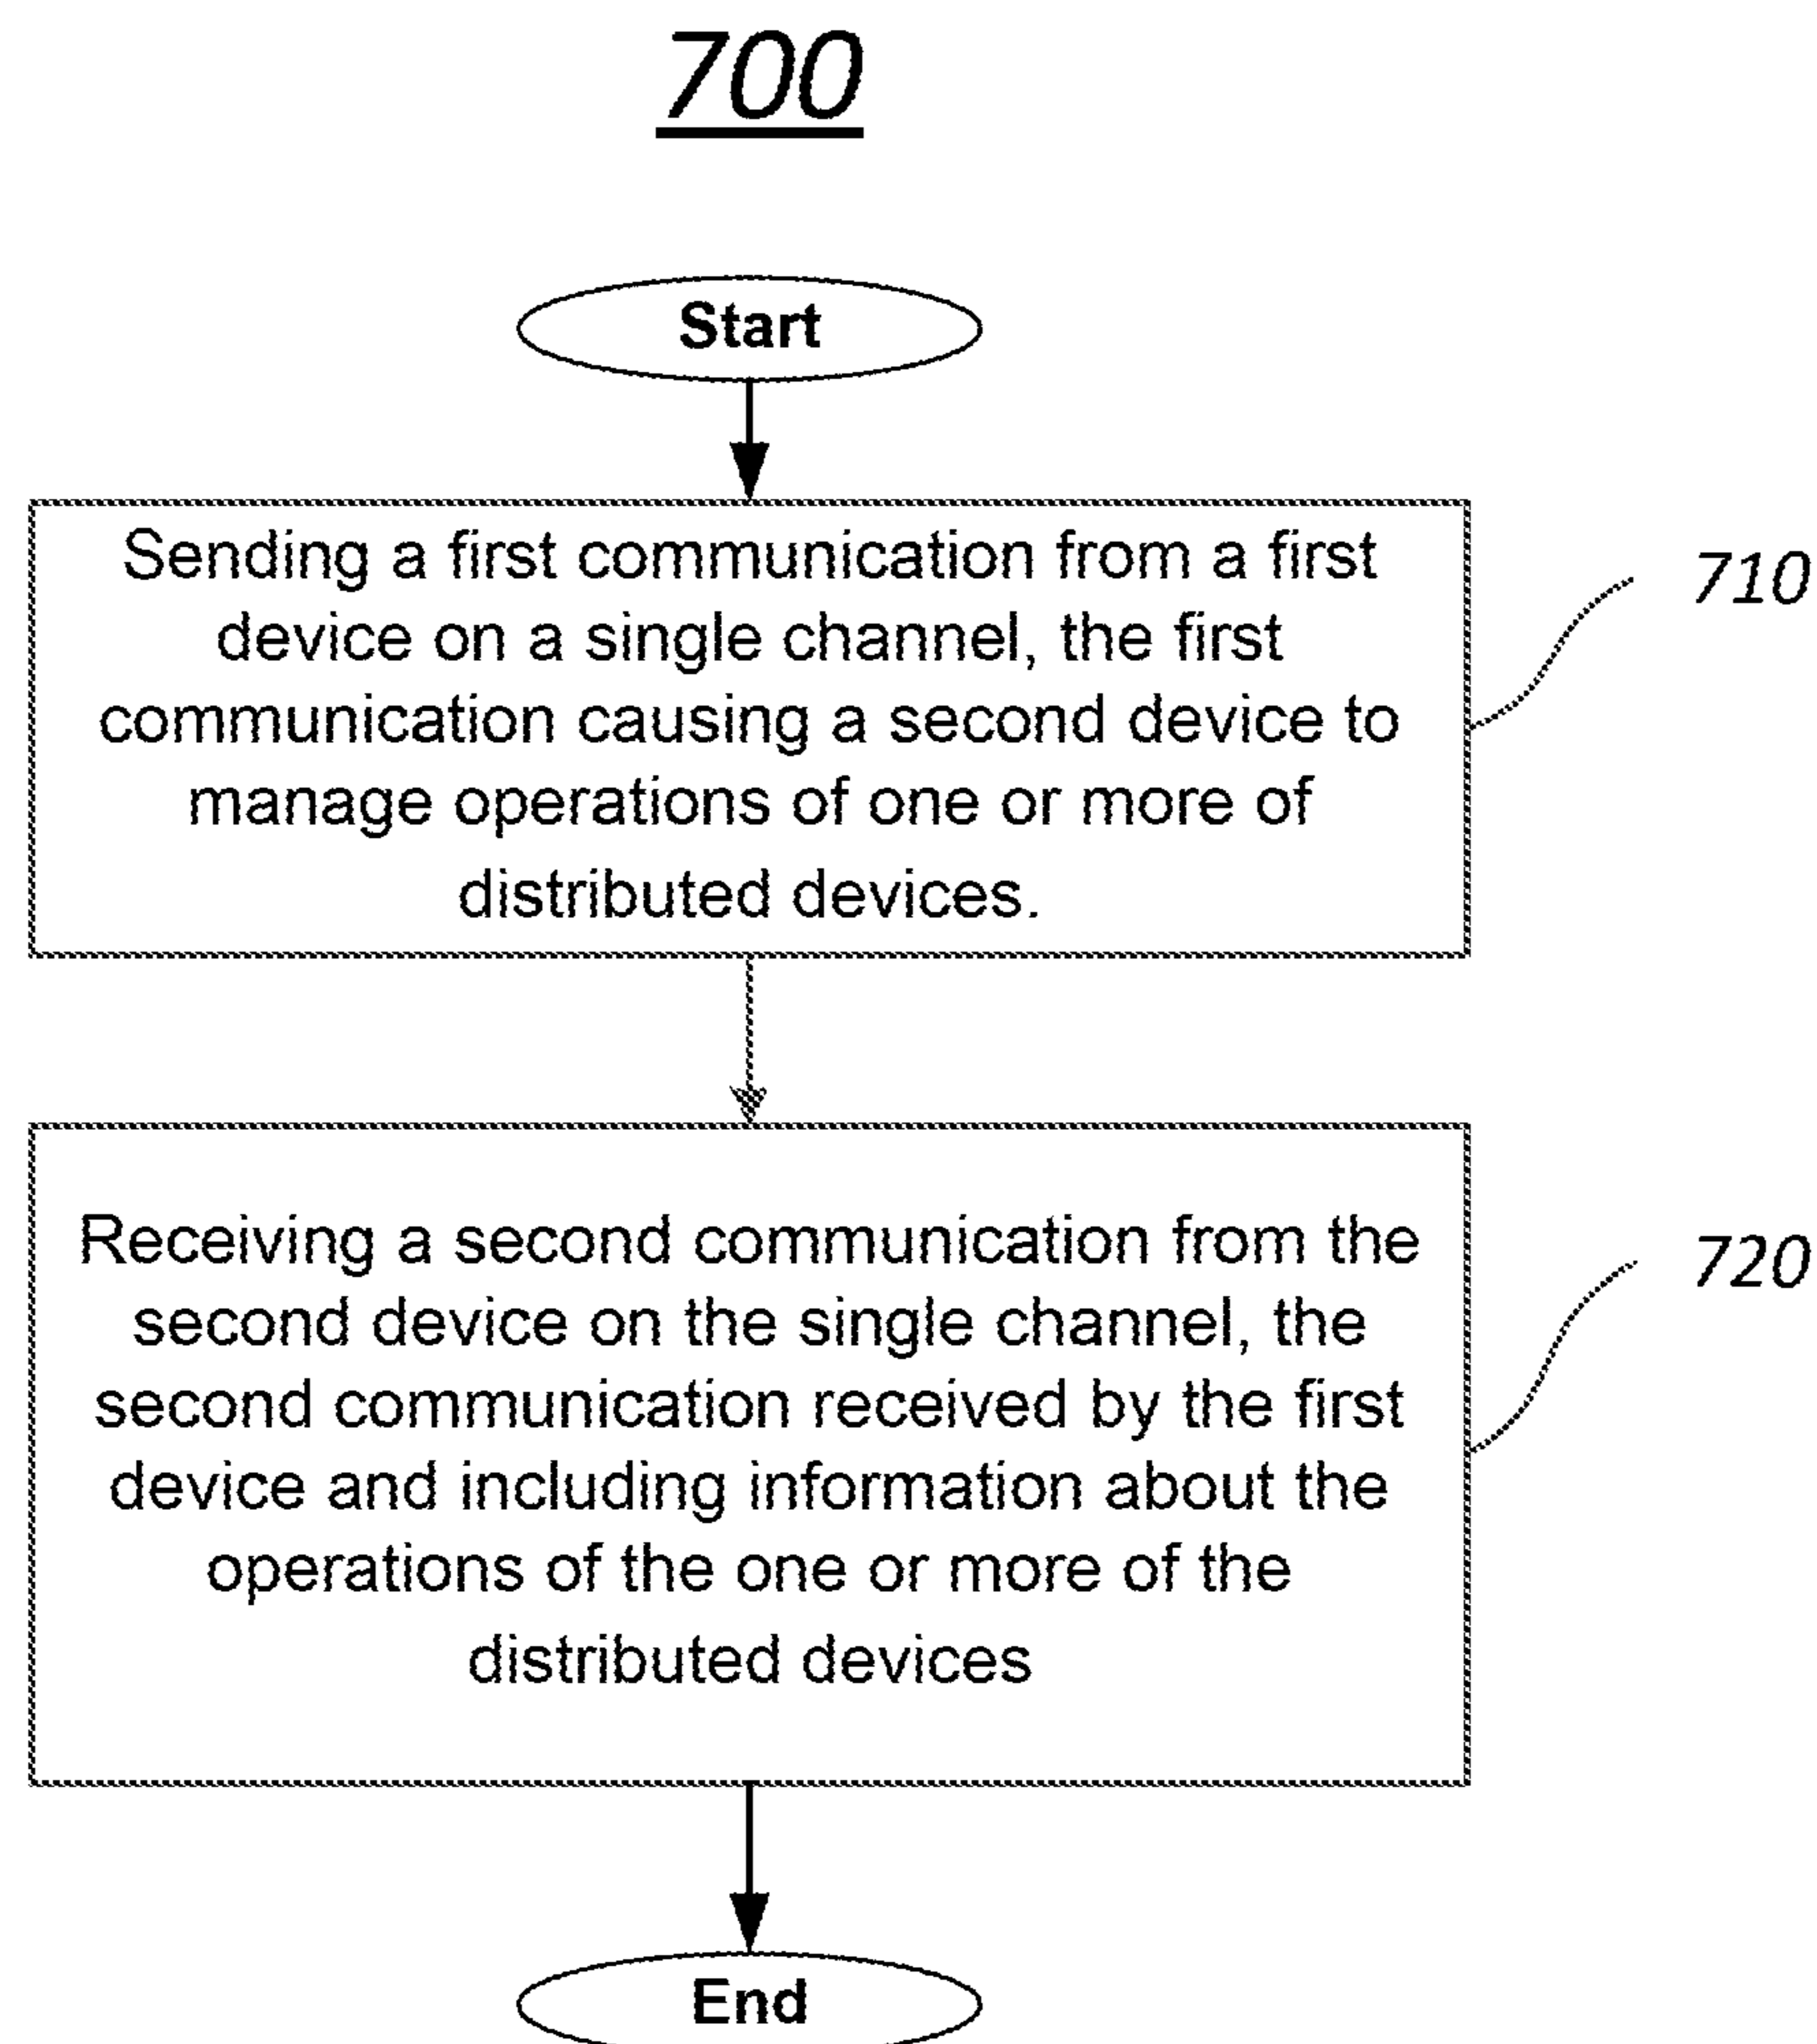 700
Start
Sending a first communication from a first
device on a single channel, the first
communication causing a second device to
manage operations of one or more of
distributed devices.
710
Receiving a second communication from the
second device on the single channel, the
second communication received by the first
device and including information about the
operations of the one or more of the
distributed devices
720
End